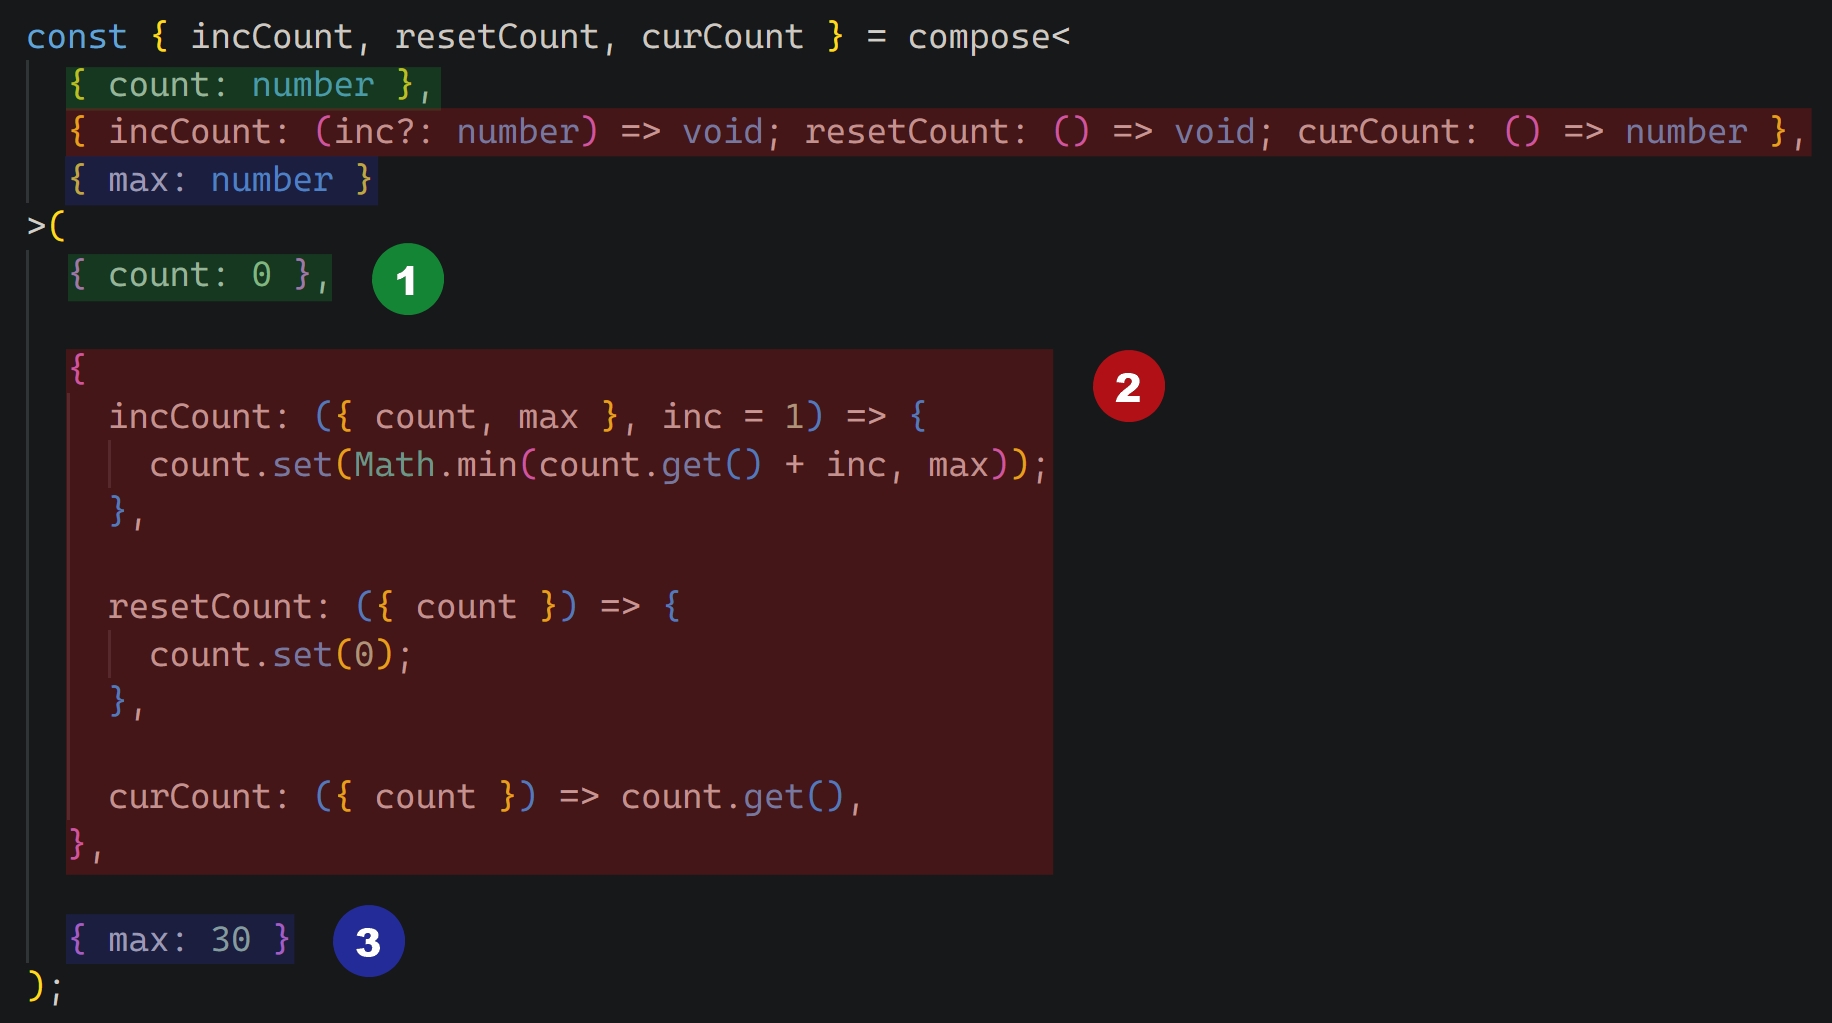 const { incCount, resetCount, curCount } = compose<
{ count: number },
{ incCount: (inc?: number) => void; resetCount: () => void; curCount: () => number },
{ max: number }
>(
{ count: 0 }, 1
{ 2
incCount: ({ count, max }, inc = 1) => {
count.set(Math.min(count.get() + inc, max));
},
resetCount: ({ count }) => {
count.set(0);
},
curCount: ({ count }) => count.get(),
},
{ max: 30 } 3
);